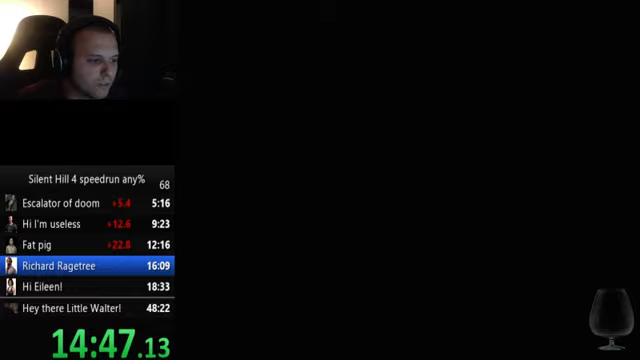 Silent Hill 4 speedrun any%
68
Escalator of doom +5.4 5:16
Hi I'm useless +12.6 9:23
Fat pig +22.8 12:16
Richard Ragetree 16:09
Hi Eileen! 18:33
Hey there Little Walter! 48:22
14:47.13